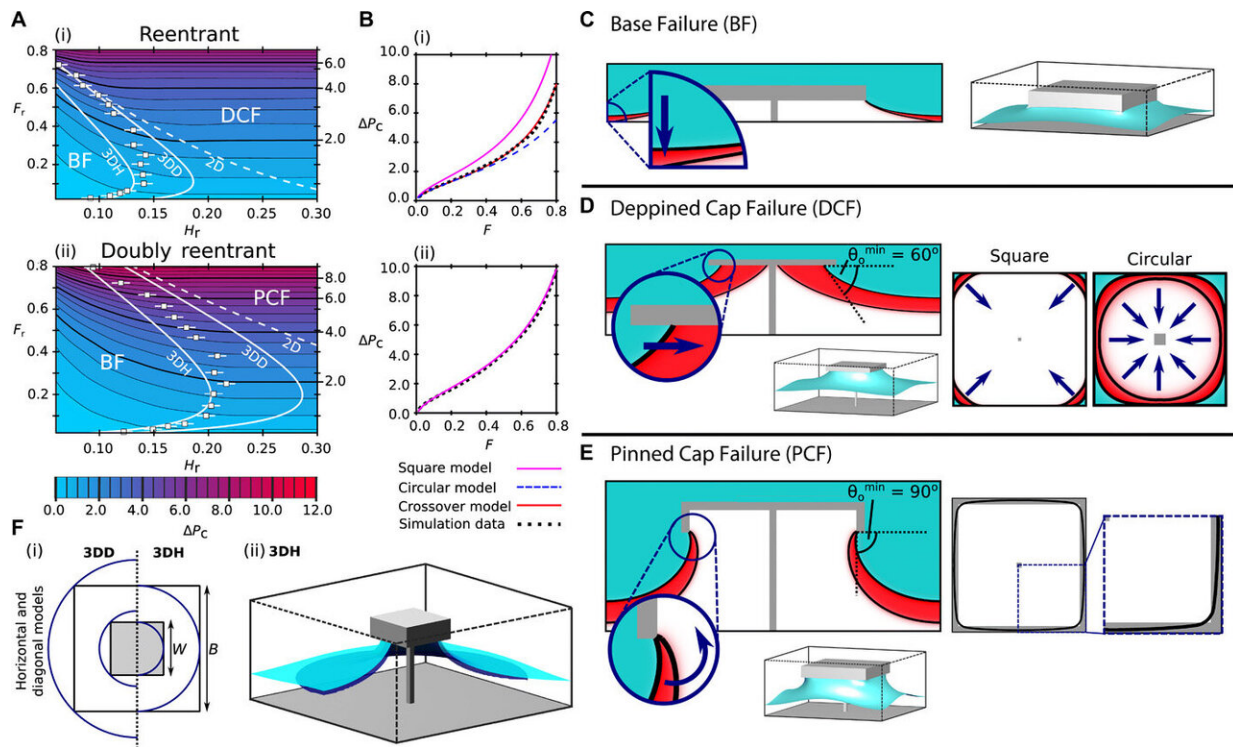 A
(i)
Reentrant
0.8
0.6
0.4
0.2
F_r
BF
DCF
3DH
3DD
2D
6.0
4.0
2.0
0.10
0.15
0.20
0.25
0.30
H_r
(ii)
Doubly reentrant
0.8
0.6
0.4
0.2
F_r
BF
PCF
3DH
3DD
2D
8.0
6.0
4.0
2.0
0.10
0.15
0.20
0.25
0.30
H_r
0.0 2.0 4.0 6.0 8.0 10.0 12.0
ΔP_C
B
(i)
10.0
8.0
6.0
4.0
2.0
0.0
ΔP_C
0.0 0.2 0.4 0.6 0.8
F
(ii)
10.0
8.0
6.0
4.0
2.0
0.0
ΔP_C
0.0 0.2 0.4 0.6 0.8
F
Square model
Circular model
Crossover model
Simulation data
C Base Failure (BF)
D Deppined Cap Failure (DCF)
θ_o^min = 60°
Square
Circular
E Pinned Cap Failure (PCF)
θ_o^min = 90°
F
(i)
3DD 3DH
Horizontal and
diagonal models
W
B
(ii) 3DH